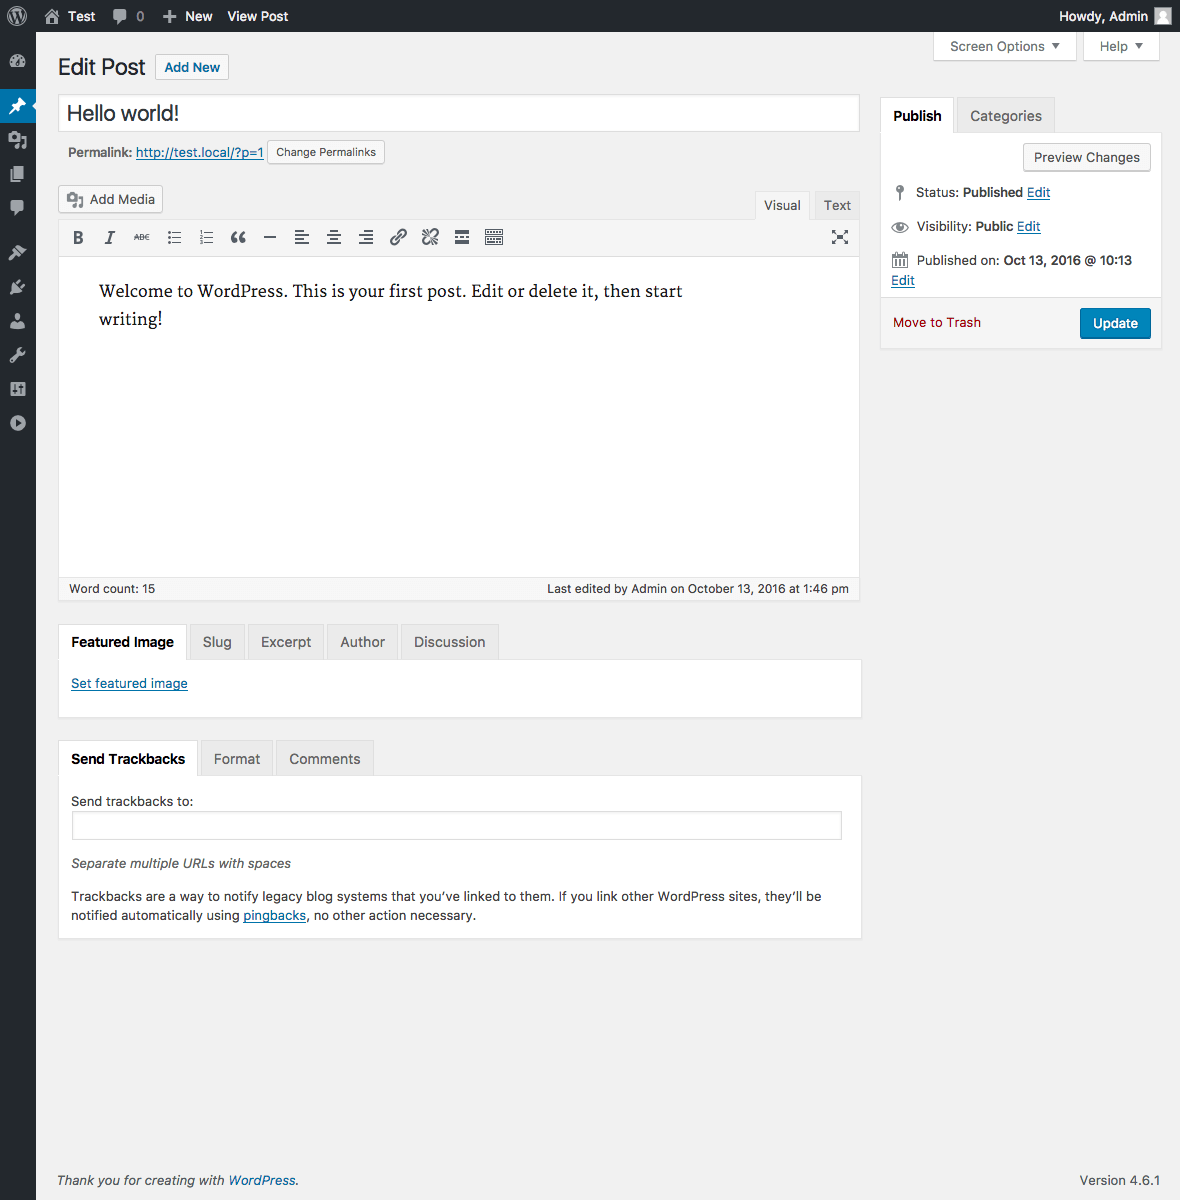 Test 0 New View Post Howdy, Admin
Screen Options Help
Edit Post Add New
Hello world!
Permalink: http://test.local/?p=1 Change Permalinks
Add Media
Visual Text
B I ABC
Welcome to WordPress. This is your first post. Edit or delete it, then start
writing!
Word count: 15 Last edited by Admin on October 13, 2016 at 1:46 pm
Publish Categories
Preview Changes
Status: Published Edit
Visibility: Public Edit
Published on: Oct 13, 2016 @ 10:13
Edit
Move to Trash Update
Featured Image Slug Excerpt Author Discussion
Set featured image
Send Trackbacks Format Comments
Send trackbacks to:
Separate multiple URLs with spaces
Trackbacks are a way to notify legacy blog systems that you’ve linked to them. If you link other WordPress sites, they’ll be
notified automatically using pingbacks, no other action necessary.
Thank you for creating with WordPress. Version 4.6.1